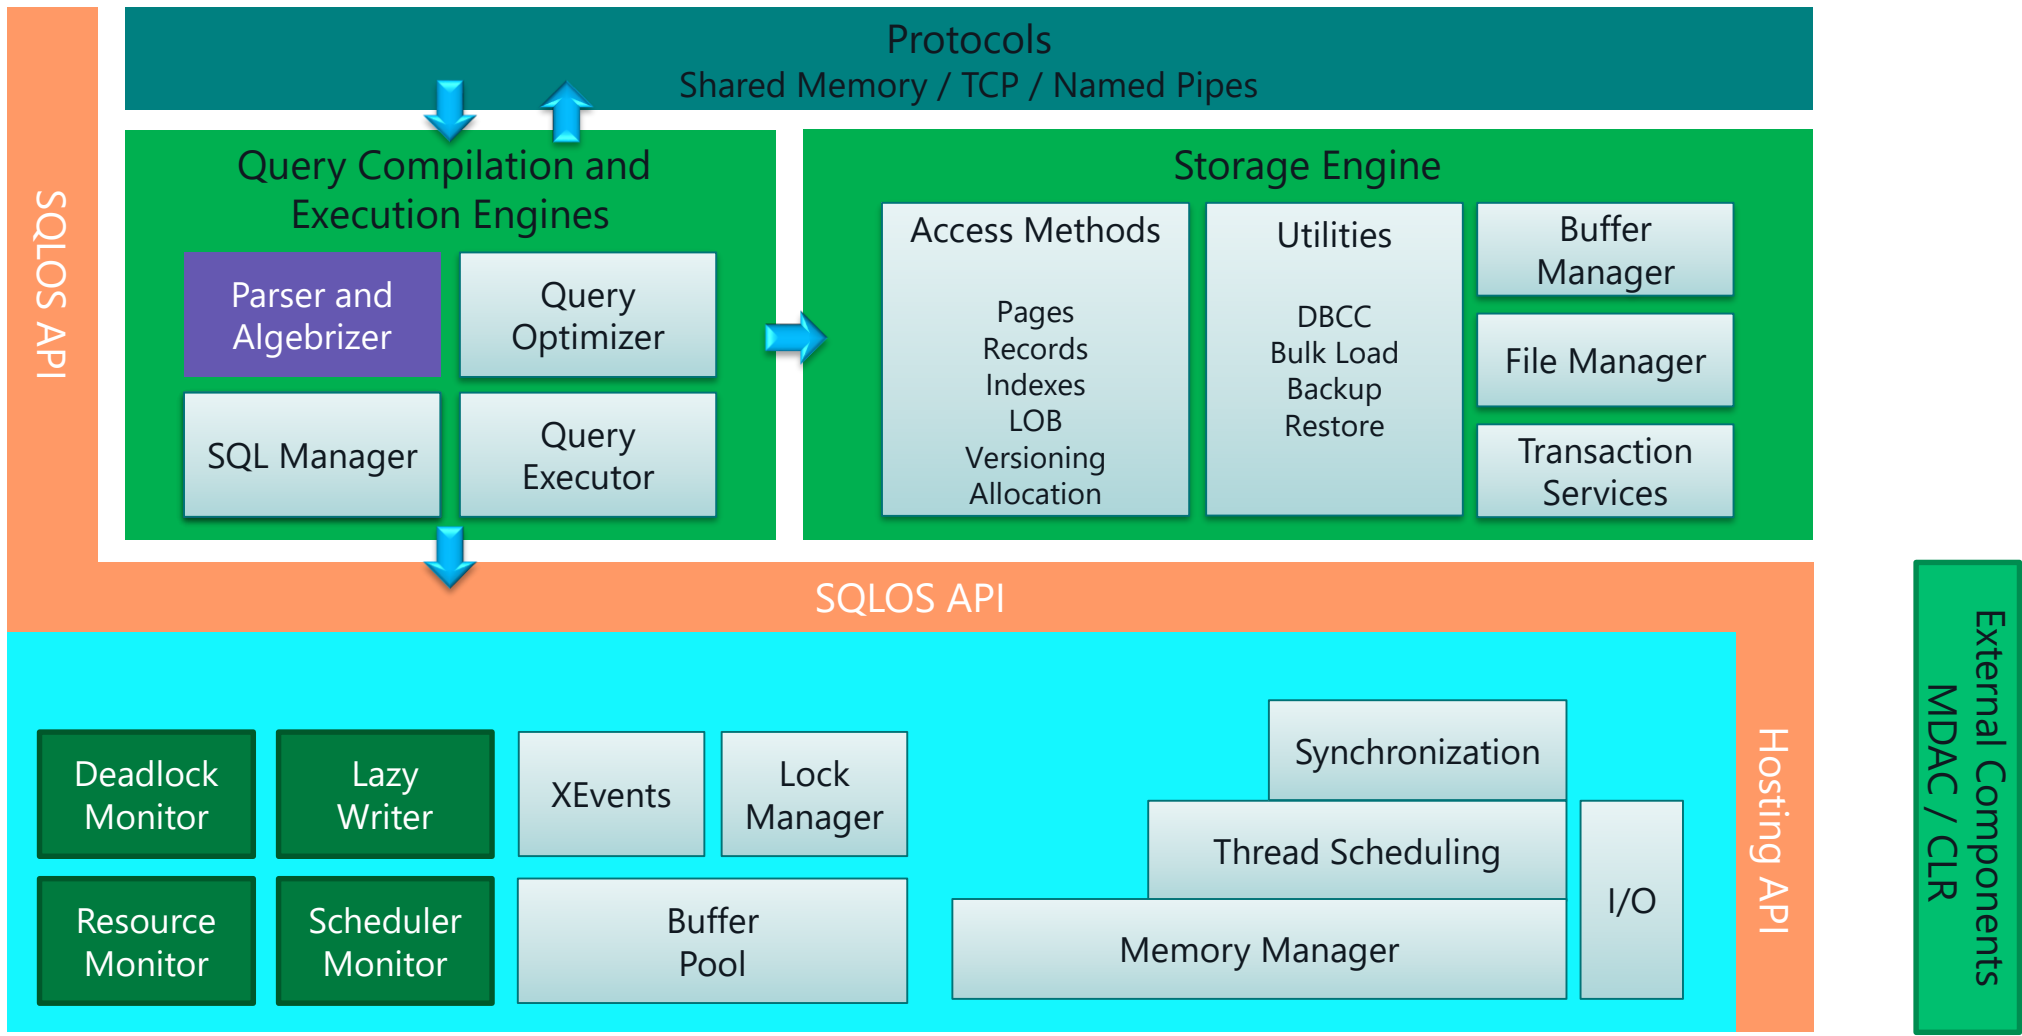 Protocols
Shared Memory / TCP / Named Pipes
SQLOS API
Query Compilation and
Execution Engines
Parser and
Algebrizer
Query
Optimizer
SQL Manager
Query
Executor
Storage Engine
Access Methods
Pages
Records
Indexes
LOB
Versioning
Allocation
Utilities
DBCC
Bulk Load
Backup
Restore
Buffer
Manager
File Manager
Transaction
Services
SQLOS API
Deadlock
Monitor
Lazy
Writer
XEvents
Lock
Manager
Resource
Monitor
Scheduler
Monitor
Buffer
Pool
Synchronization
Thread Scheduling
Memory Manager
I/O
Hosting API
External Components
MDAC / CLR